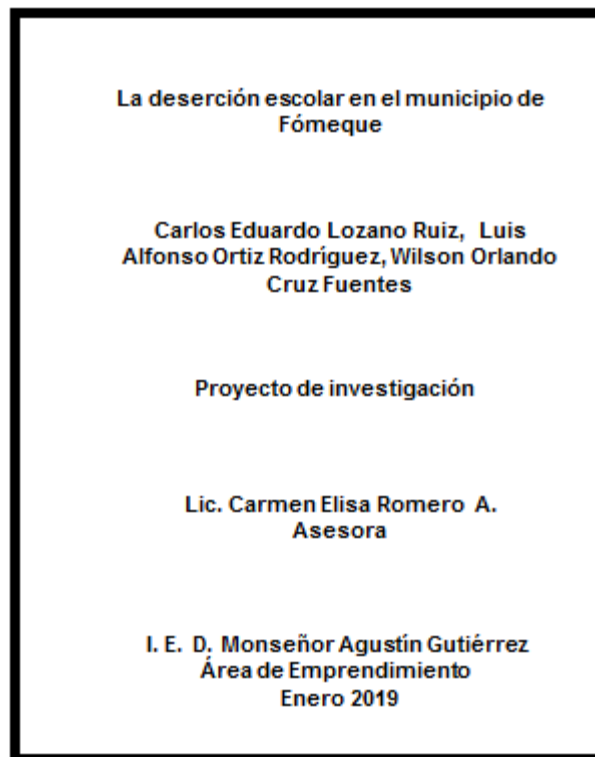 La deserción escolar en el municipio de
Fómeque
Carlos Eduardo Lozano Ruiz, Luis
Alfonso Ortiz Rodríguez, Wilson Orlando
Cruz Fuentes
Proyecto de investigación
Lic. Carmen Elisa Romero A.
Asesora
I. E. D. Monseñor Agustín Gutiérrez
Área de Emprendimiento
Enero 2019